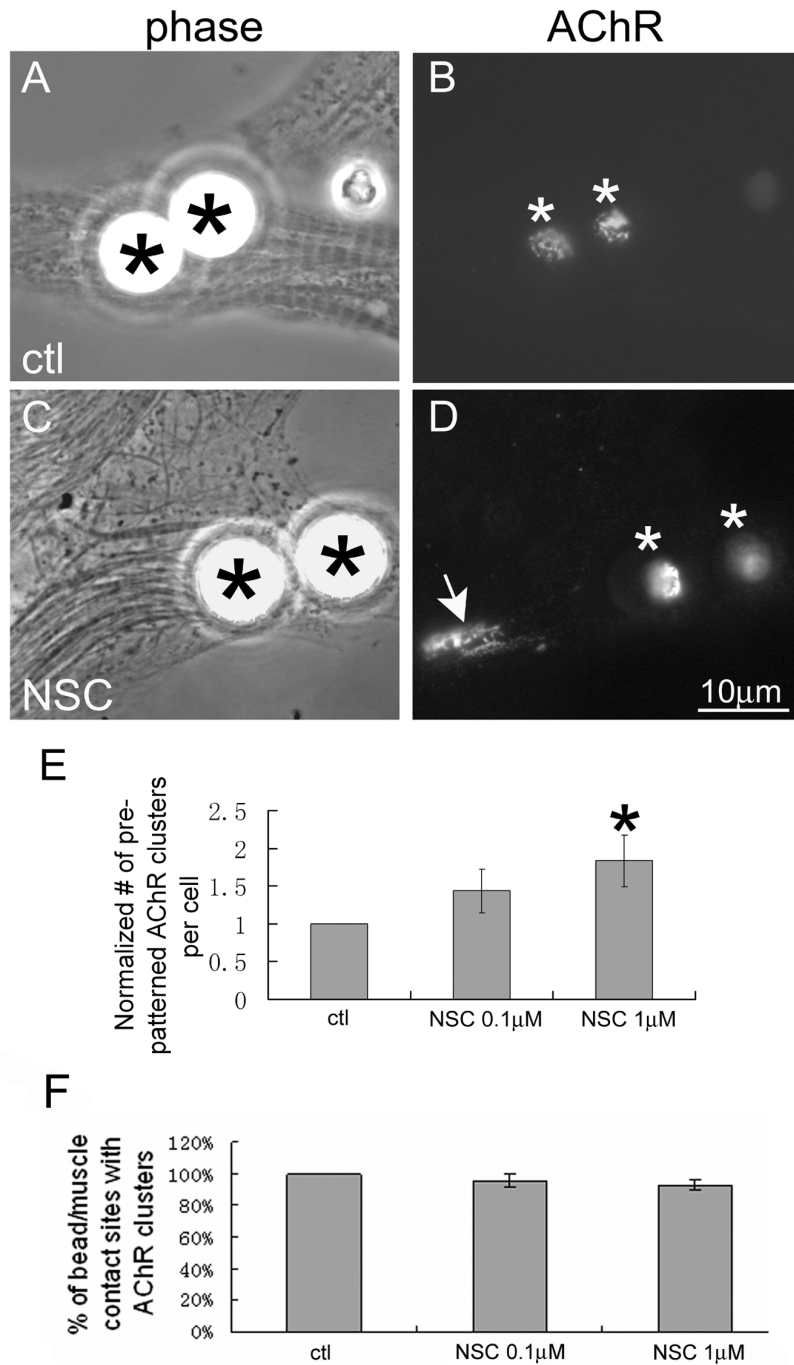 phase AChR
A B
* * * *
ctl
C D
* * * *
NSC 10μm
E
Normalized # of pre-
patterned AChR clusters
per cell
2.5
2
1.5
1
0.5
0
*
ctl NSC 0.1μM NSC 1μM
F
% of bead/muscle
contact sites with
AChR clusters
120%
100%
80%
60%
40%
20%
0%
ctl NSC 0.1μM NSC 1μM